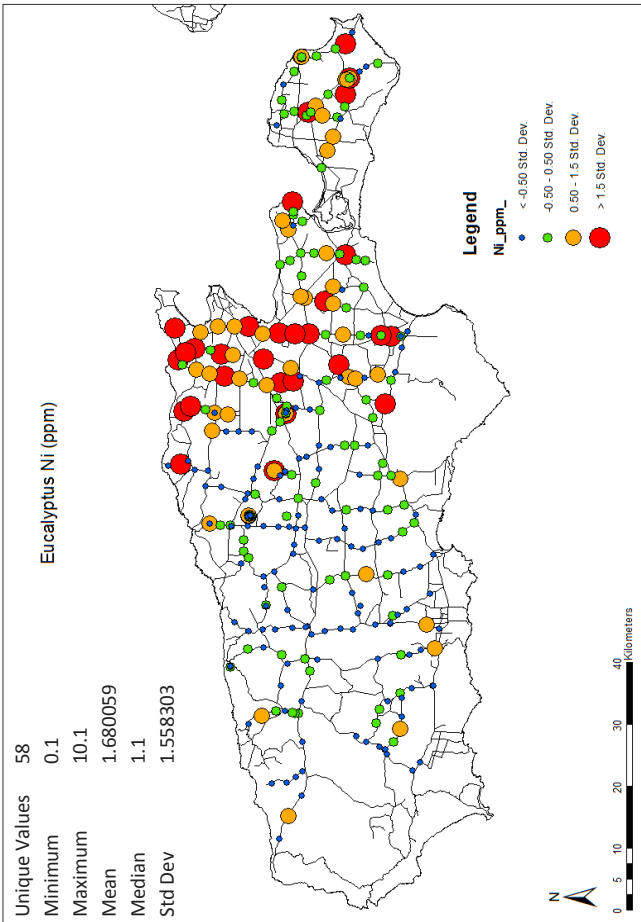 Unique Values 58
Minimum 0.1
Maximum 10.1
Mean 1.680059
Median 1.1
Std Dev 1.558303
Eucalyptus Ni (ppm)
Legend
Ni_ppm_
< -0.50 Std. Dev.
-0.50 - 0.50 Std. Dev.
0.50 - 1.5 Std. Dev.
> 1.5 Std. Dev.
N
0 5 10 20 30 40
Kilometers